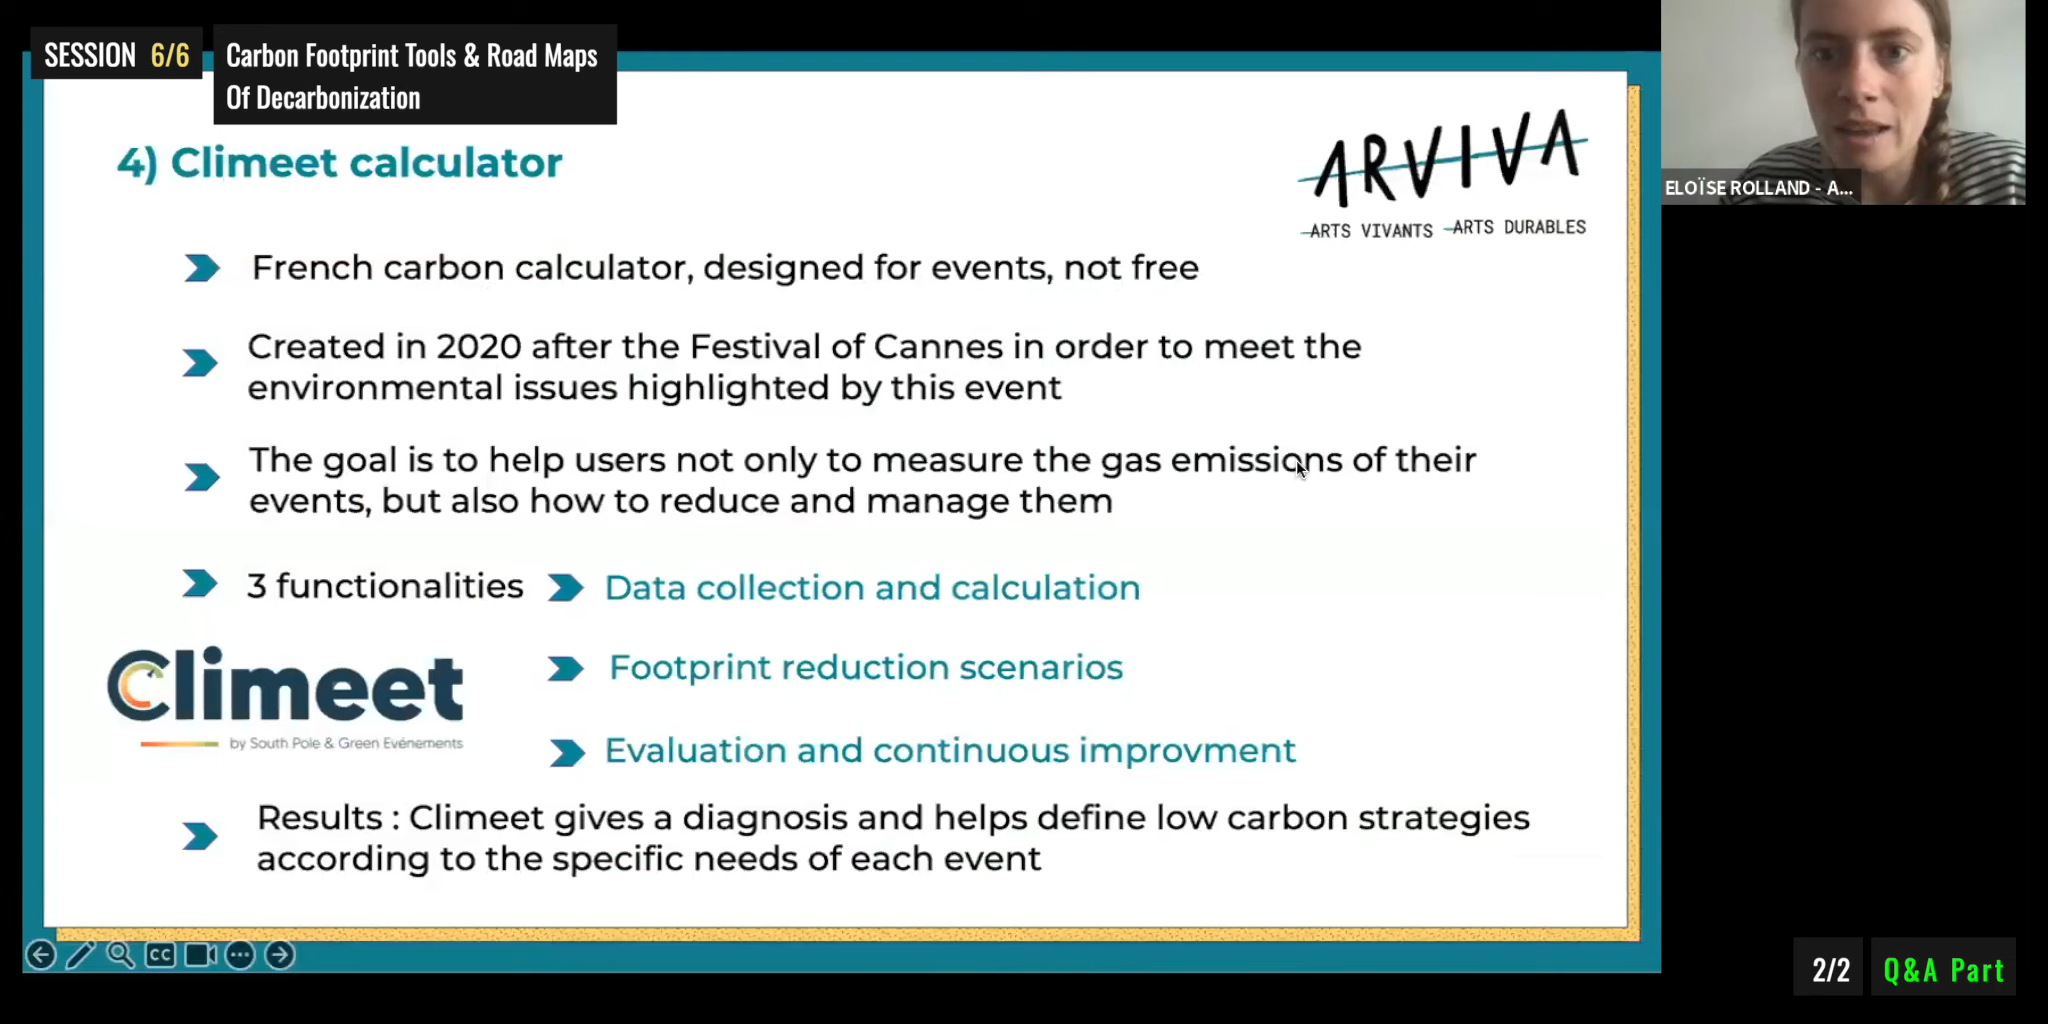 SESSION 6/6
Carbon Footprint Tools & Road Maps
Of Decarbonization
4) Climeet calculator
ARVIVA
ARTS VIVANTS ARTS DURABLES
ELOÏSE ROLLAND - A...
French carbon calculator, designed for events, not free
Created in 2020 after the Festival of Cannes in order to meet the
environmental issues highlighted by this event
The goal is to help users not only to measure the gas emissions of their
events, but also how to reduce and manage them
3 functionalities
Data collection and calculation
Footprint reduction scenarios
Evaluation and continuous improvment
Climeet
by South Pole & Green Evénements
Results : Climeet gives a diagnosis and helps define low carbon strategies
according to the specific needs of each event
CC
2/2
Q&A Part